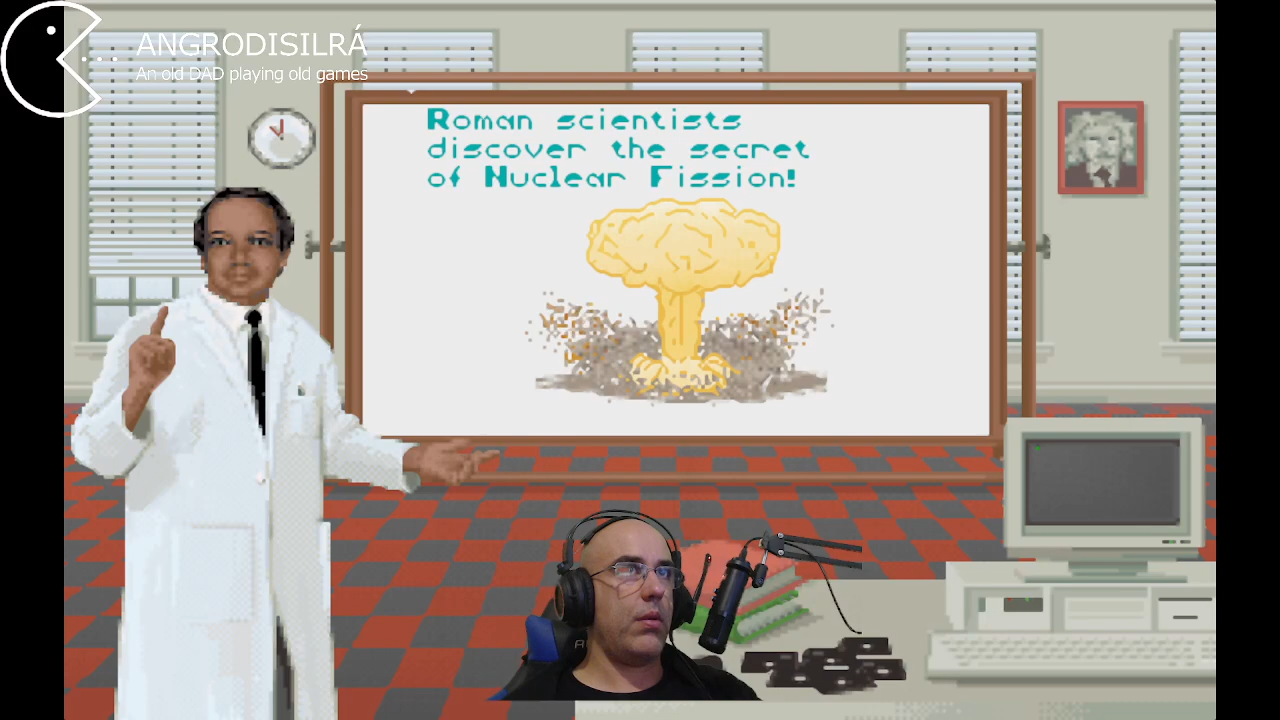 ANGRODISILRÁ
An old DAD playing old games
Roman scientists
discover the secret
of Nuclear Fission!